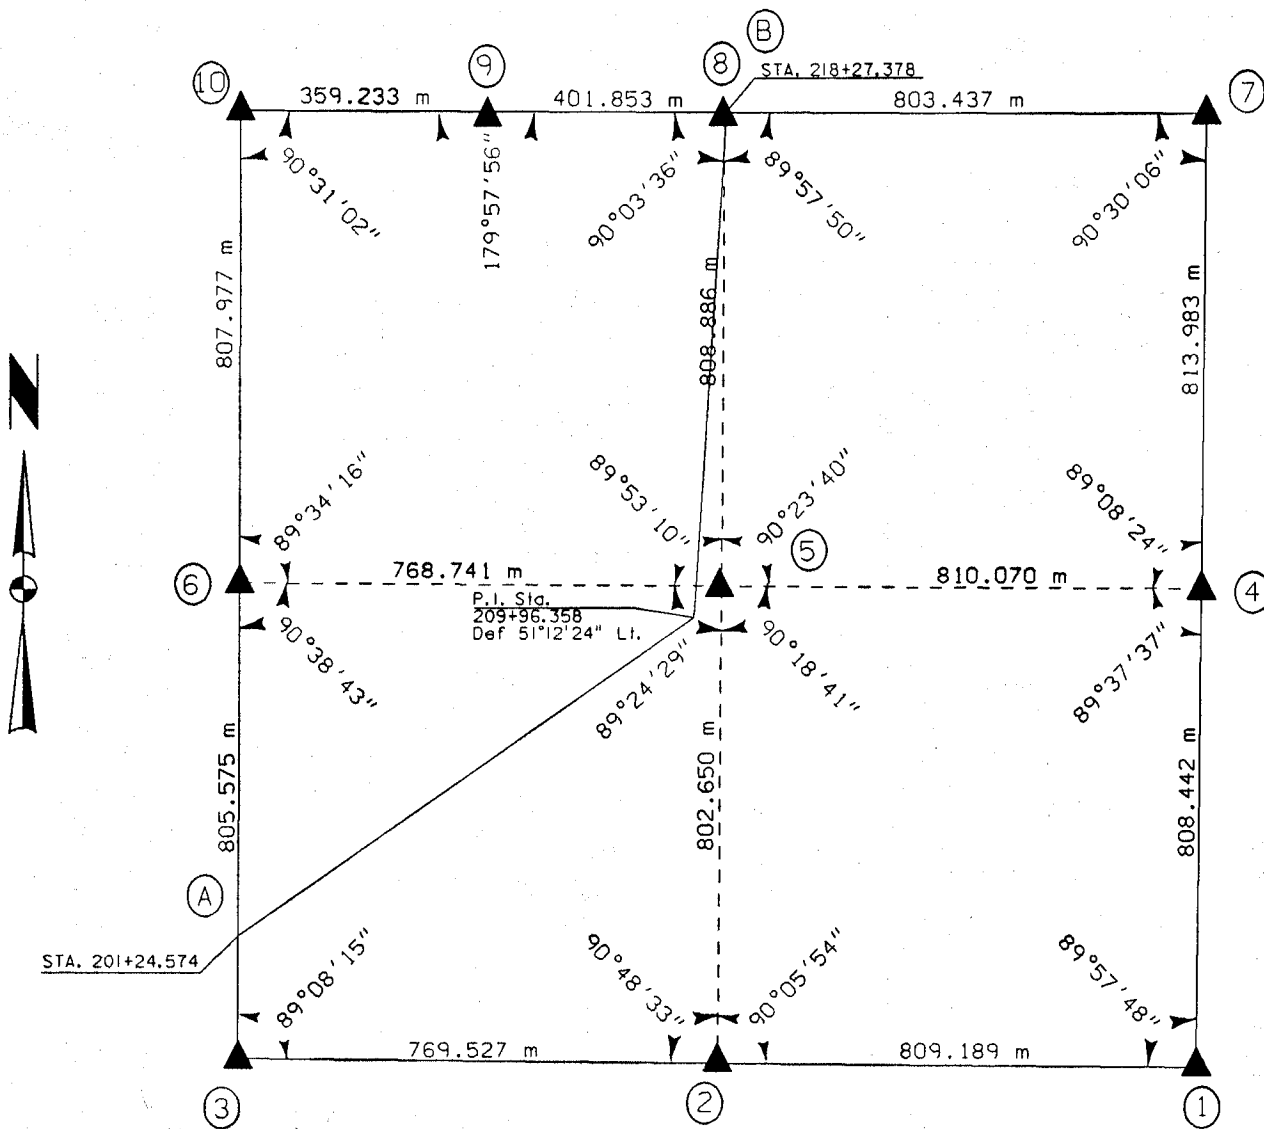 B
10
9
8
STA. 218+27.378
7
359.233 m
401.853 m
803.437 m
90°31'02"
179°57'56"
90°03'36"
89°57'50"
90°30'06"
807.977 m
808.886 m
813.983 m
N
89°34'16"
89°53'10"
90°23'40"
89°08'24"
5
6
768.741 m
810.070 m
4
P.I. Sta.
209+96.358
Def 51°12'24" Lt.
90°38'43"
89°24'29"
90°18'41"
89°37'37"
805.575 m
802.650 m
808.442 m
A
STA. 201+24.574
89°08'15"
90°48'33"
90°05'54"
89°57'48"
769.527 m
809.189 m
3
2
1